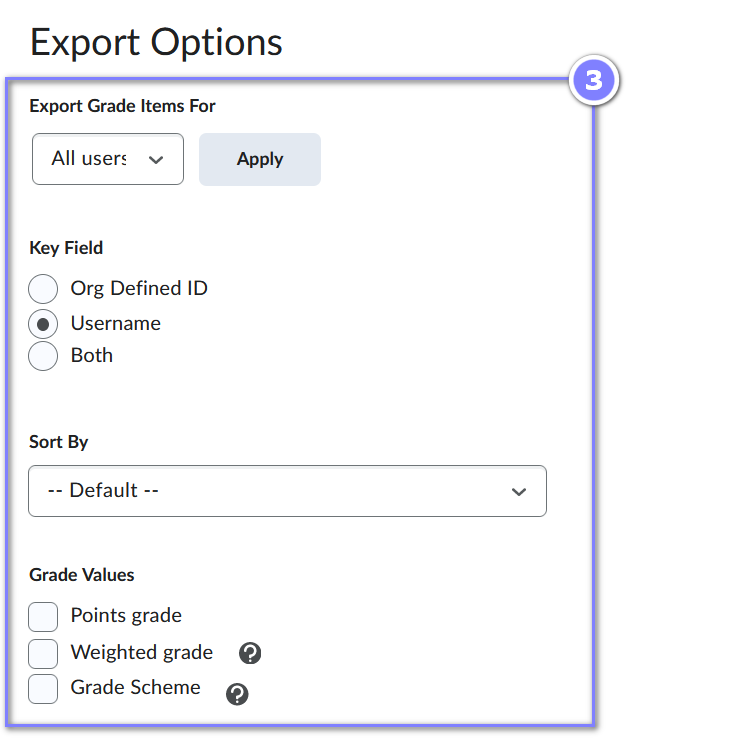 Export Options
3
Export Grade Items For
All users
Apply
Key Field
Org Defined ID
Username
Both
Sort By
-- Default --
Grade Values
Points grade
Weighted grade ?
Grade Scheme ?